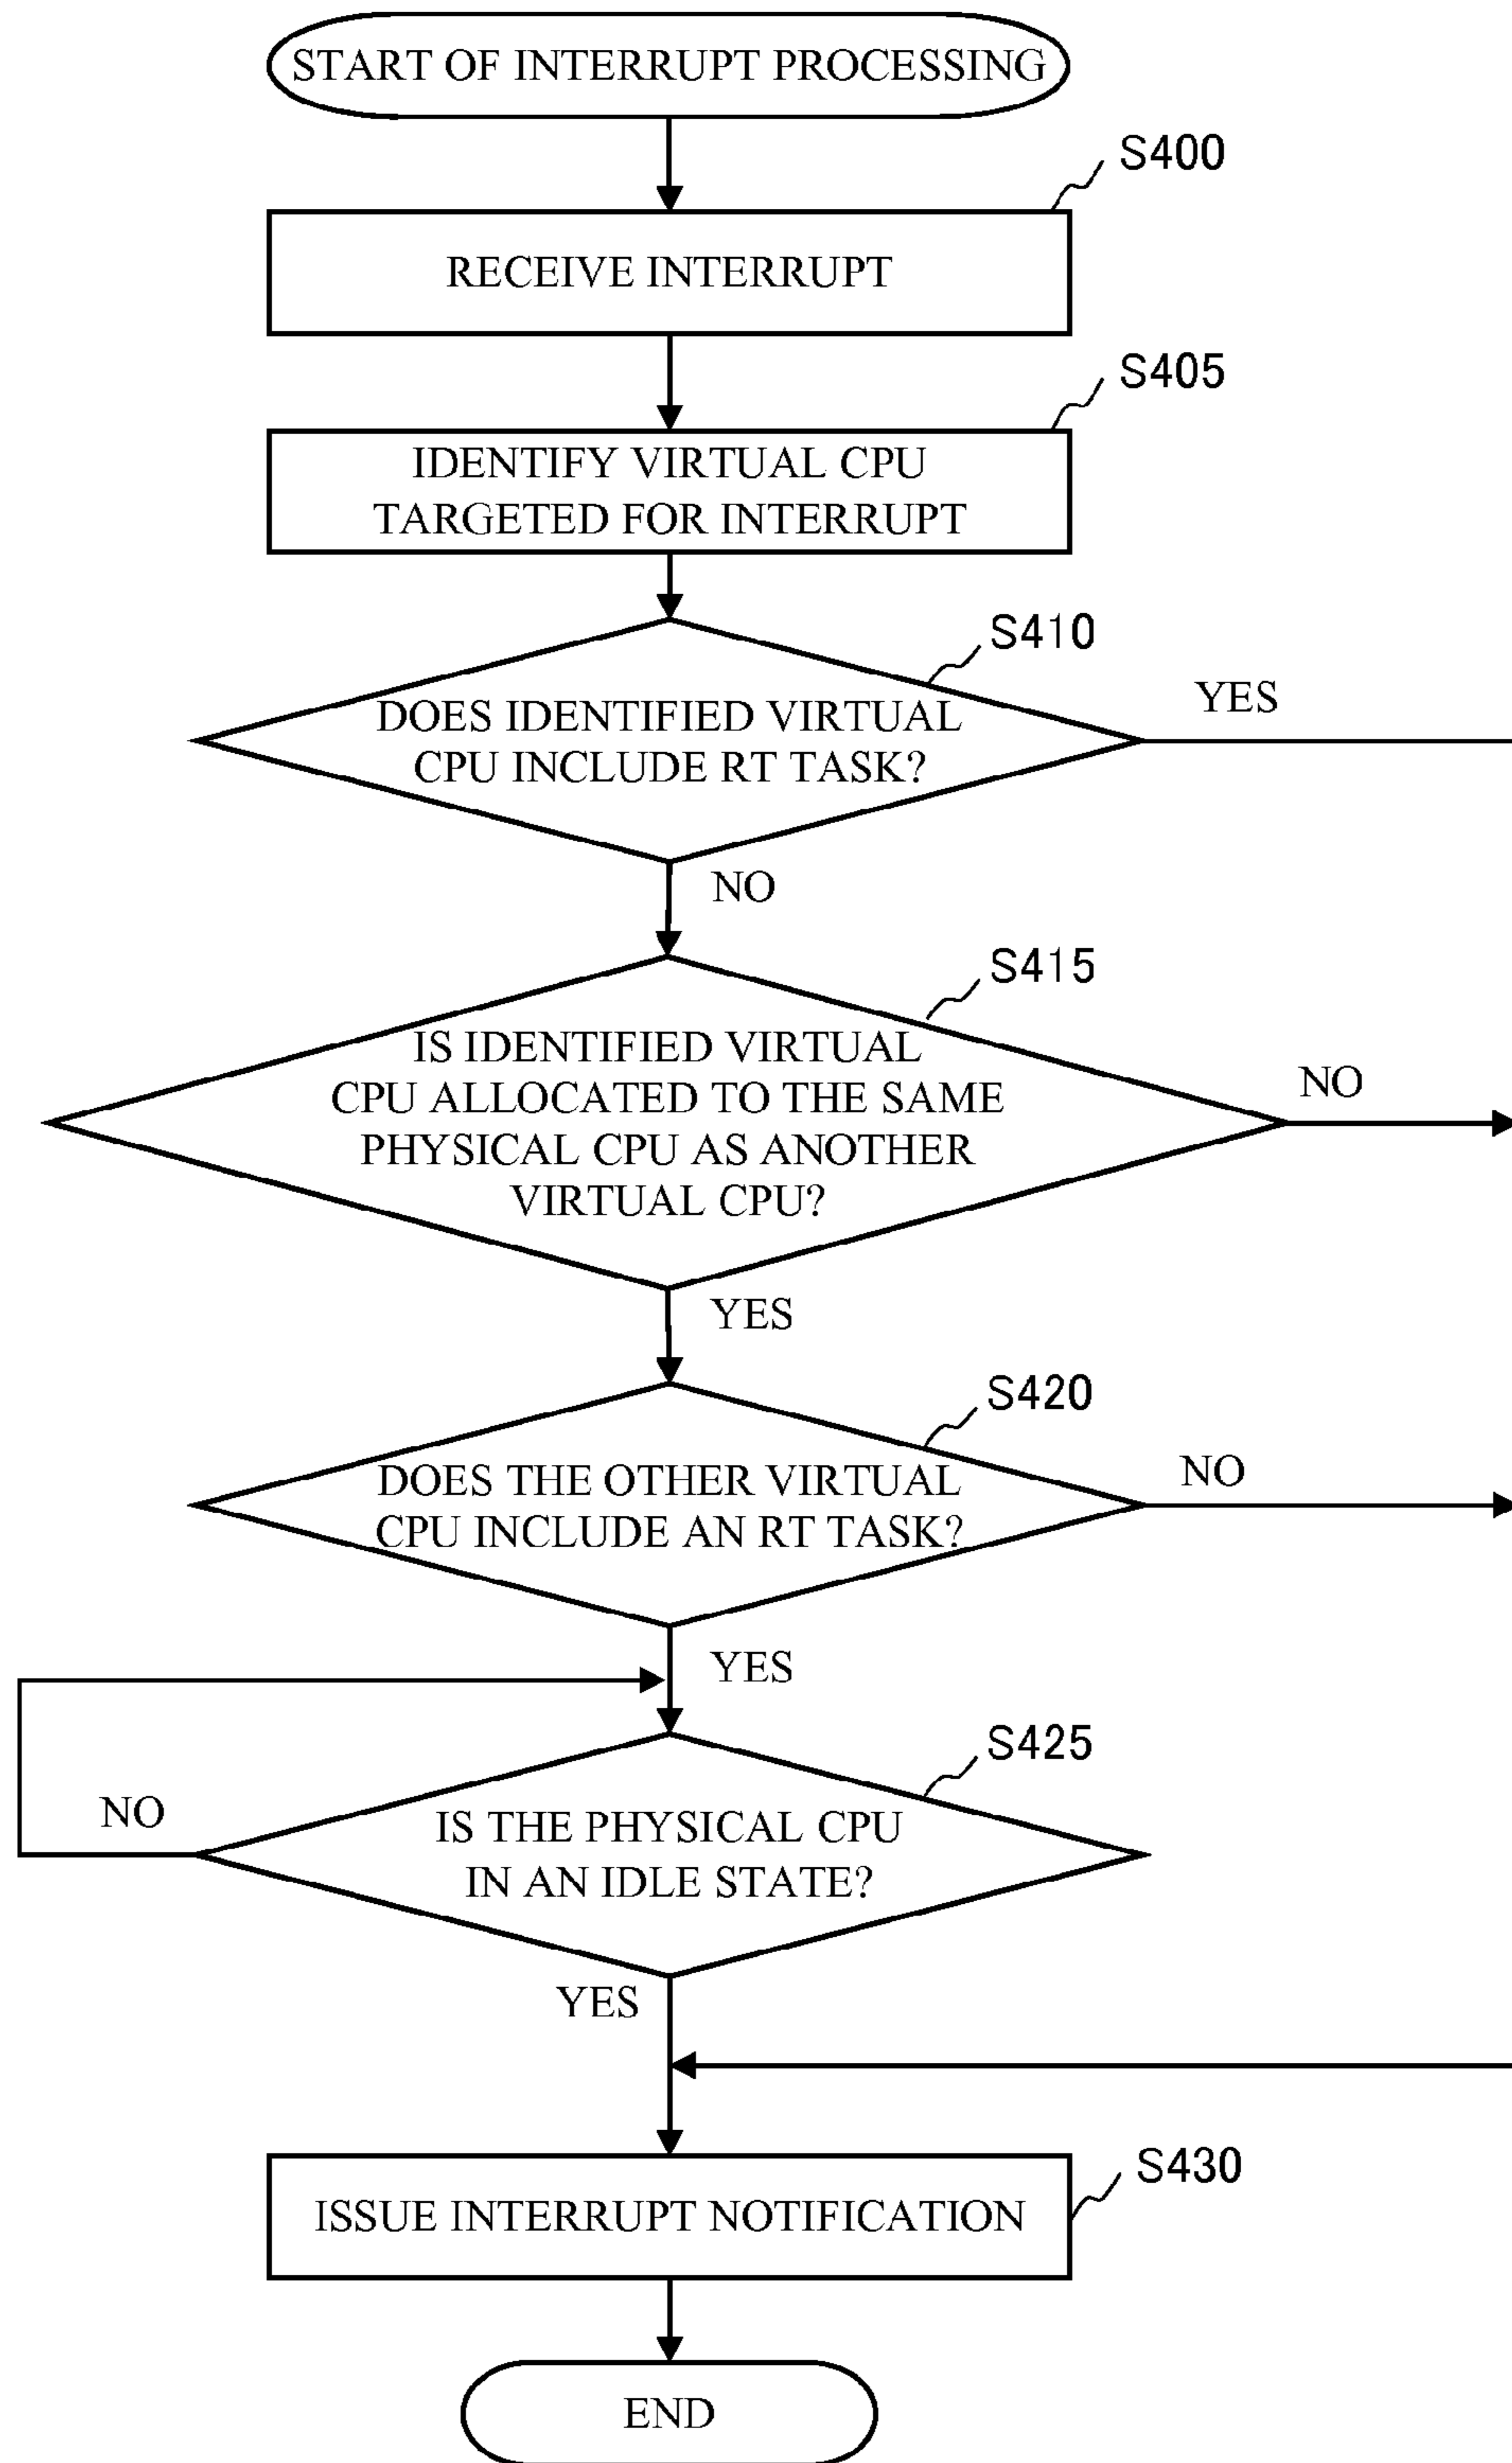 START OF INTERRUPT PROCESSING
S400
RECEIVE INTERRUPT
S405
IDENTIFY VIRTUAL CPU
TARGETED FOR INTERRUPT
S410
YES
DOES IDENTIFIED VIRTUAL
CPU INCLUDE RT TASK?
NO
S415
IS IDENTIFIED VIRTUAL
CPU ALLOCATED TO THE SAME
PHYSICAL CPU AS ANOTHER
VIRTUAL CPU?
NO
YES
S420
DOES THE OTHER VIRTUAL
CPU INCLUDE AN RT TASK?
NO
YES
S425
NO
IS THE PHYSICAL CPU
IN AN IDLE STATE?
YES
S430
ISSUE INTERRUPT NOTIFICATION
END